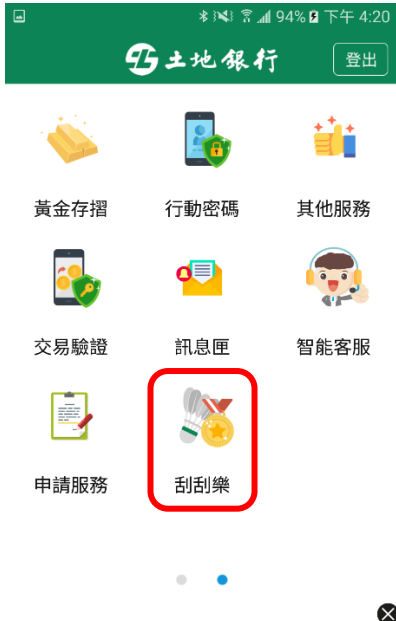 94% 下午 4:20
土地銀行 登出
黃金存摺 行動密碼 其他服務
交易驗證 訊息匣 智能客服
申請服務 刮刮樂